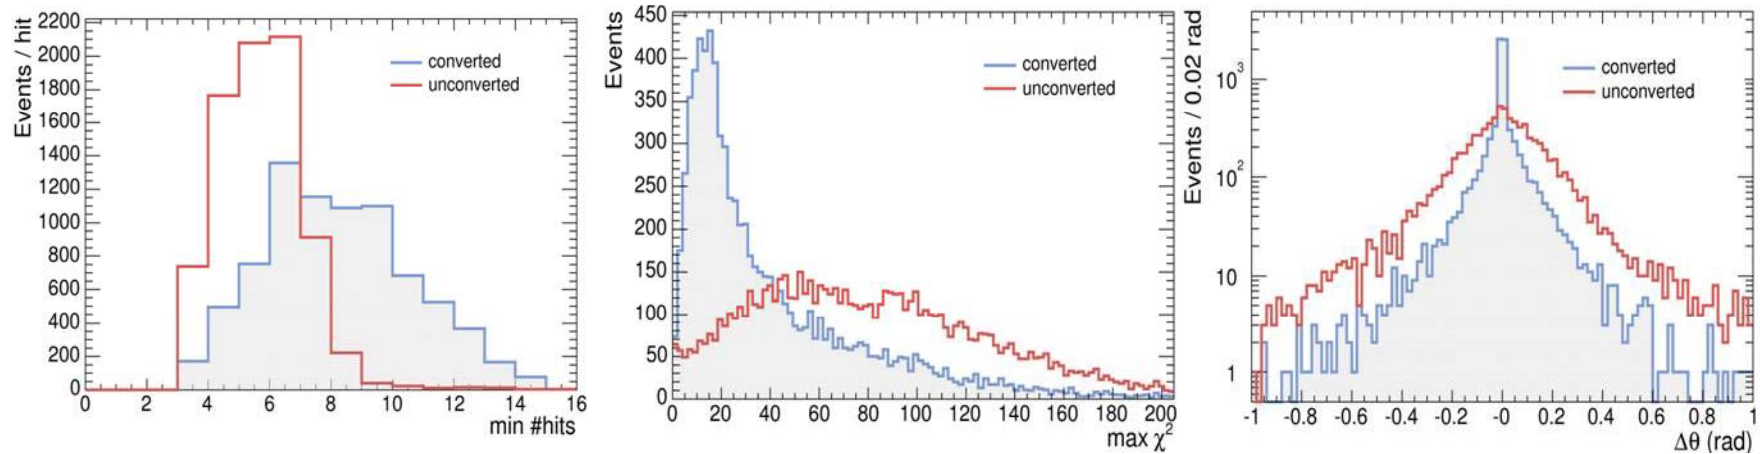 Events / hit
2200
2000
1800
1600
1400
1200
1000
800
600
400
200
0
0 2 4 6 8 10 12 14 16
min #hits
converted
unconverted
Events
450
400
350
300
250
200
150
100
50
0
0 20 40 60 80 100 120 140 160 180 200
max χ²
converted
unconverted
Events / 0.02 rad
10³
10²
10
1
-1 -0.8 -0.6 -0.4 -0.2 -0 0.2 0.4 0.6 0.8 1
Δθ (rad)
converted
unconverted